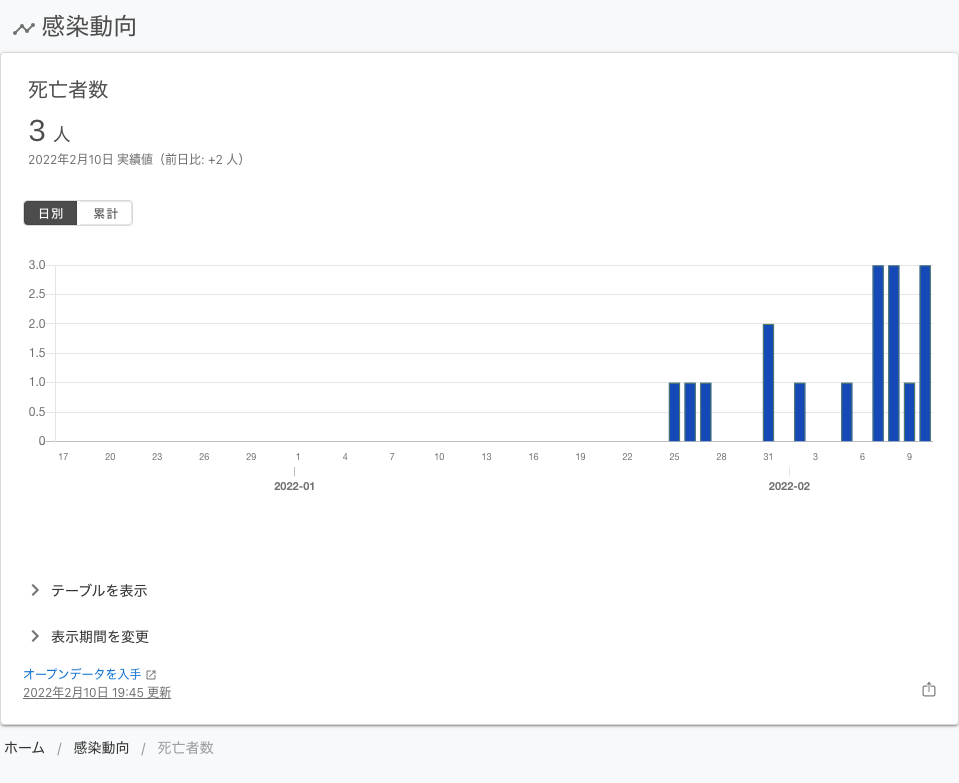 感染動向
死亡者数
3 人
2022年2月10日 実績値（前日比: +2 人）
日別 累計
3.0
2.5
2.0
1.5
1.0
0.5
0
17 20 23 26 29 1 4 7 10 13 16 19 22 25 28 31 3 6 9
2022-01 2022-02
テーブルを表示
表示期間を変更
オープンデータを入手
2022年2月10日 19:45 更新
ホーム / 感染動向 / 死亡者数